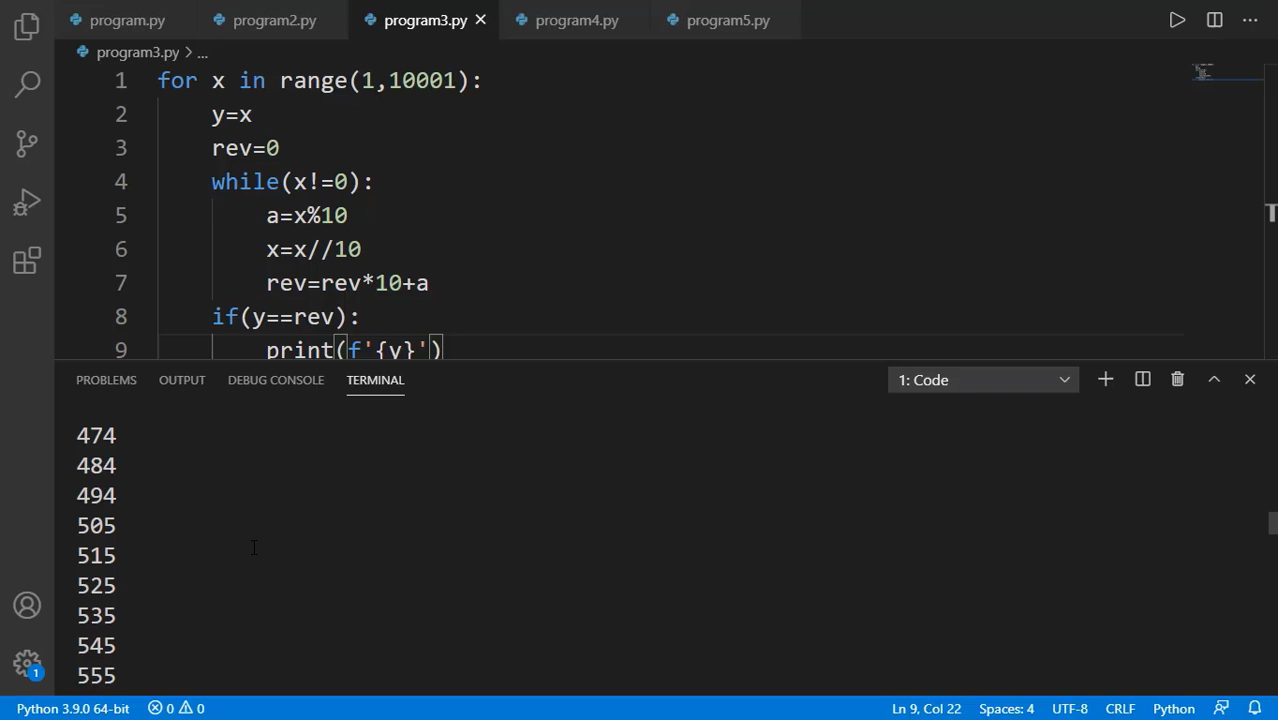 program.py program2.py program3.py program4.py program5.py
program3.py > ...
1 for x in range(1,10001):
2 y=x
3 rev=0
4 while(x!=0):
5 a=x%10
6 x=x//10
7 rev=rev*10+a
8 if(y==rev):
9 print(f'{y}')
PROBLEMS OUTPUT DEBUG CONSOLE TERMINAL 1: Code
474
484
494
505
515
525
535
545
555
1
Python 3.9.0 64-bit 0 0 Ln 9, Col 22 Spaces: 4 UTF-8 CRLF Python